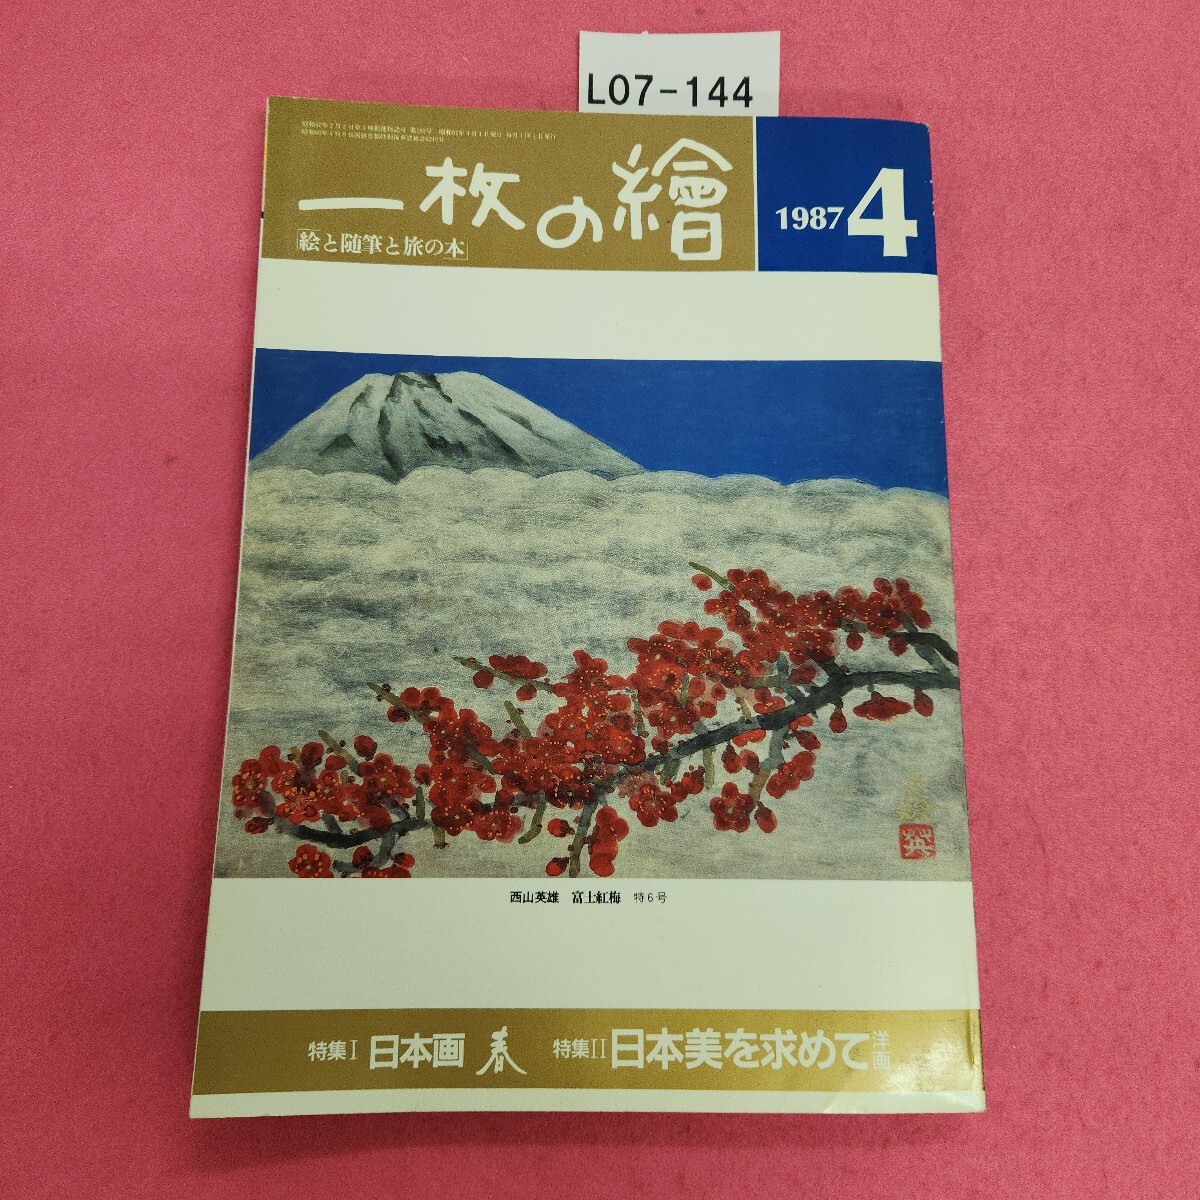 L07-144
一枚の繪
「絵と随筆と旅の本」
1987 4
西山英雄 富士紅梅 特6号
英
特集I 日本画 春 特集II 日本美を求めて 洋画